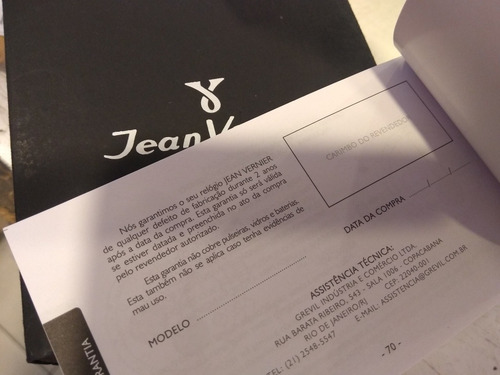 Jean V
Nós garantimos o seu relógio JEAN VERNIER
de qualquer defeito de fabricação durante 2 anos
após a data da compra. Esta garantia só será válida
se estiver datada e preenchida no ato da compra
pelo revendedor autorizado.
Esta garantia não cobre pulseiras, vidros e baterias.
Esta também não se aplica caso tenha evidências de
mau uso.
MODELO
CARIMBO DO REVENDEDOR
DATA DA COMPRA / /
ASSISTÊNCIA TÉCNICA:
GREVIL INDÚSTRIA E COMÉRCIO LTDA.
RUA BARATA RIBEIRO, 543 - SALA 1006 - COPACABANA
RIO DE JANEIRO/RJ CEP: 22040-001
TEL: (21) 2548-5547 E-MAIL: ASSISTENCIA@GREVIL.COM.BR
- 70 -
RANTIA